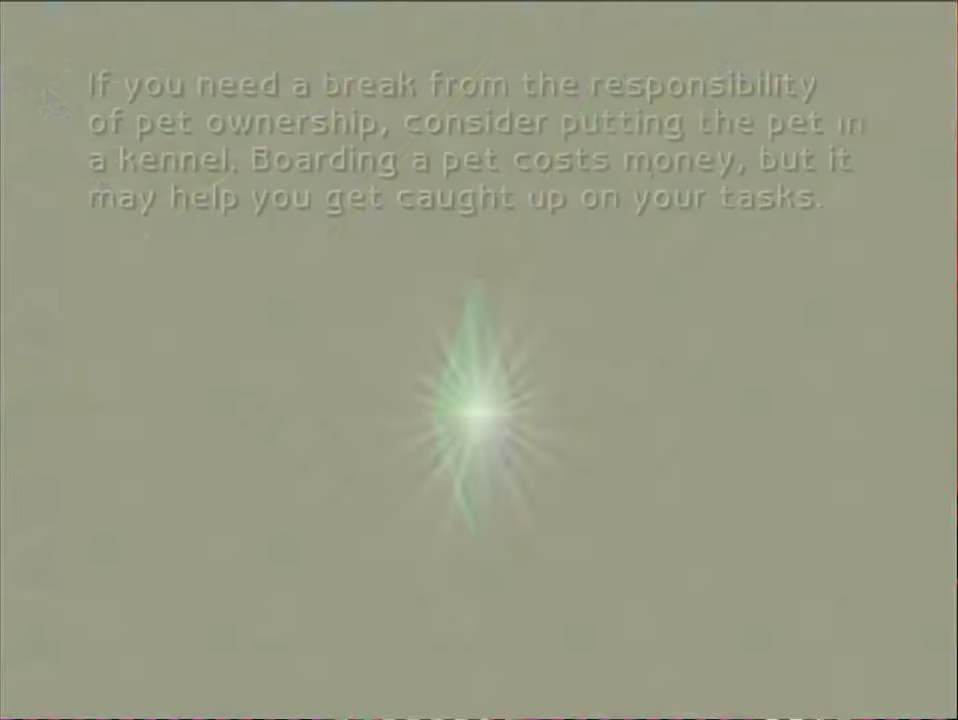 If you need a break from the responsibility
of pet ownership, consider putting the pet in
a kennel. Boarding a pet costs money, but it
may help you get caught up on your tasks.